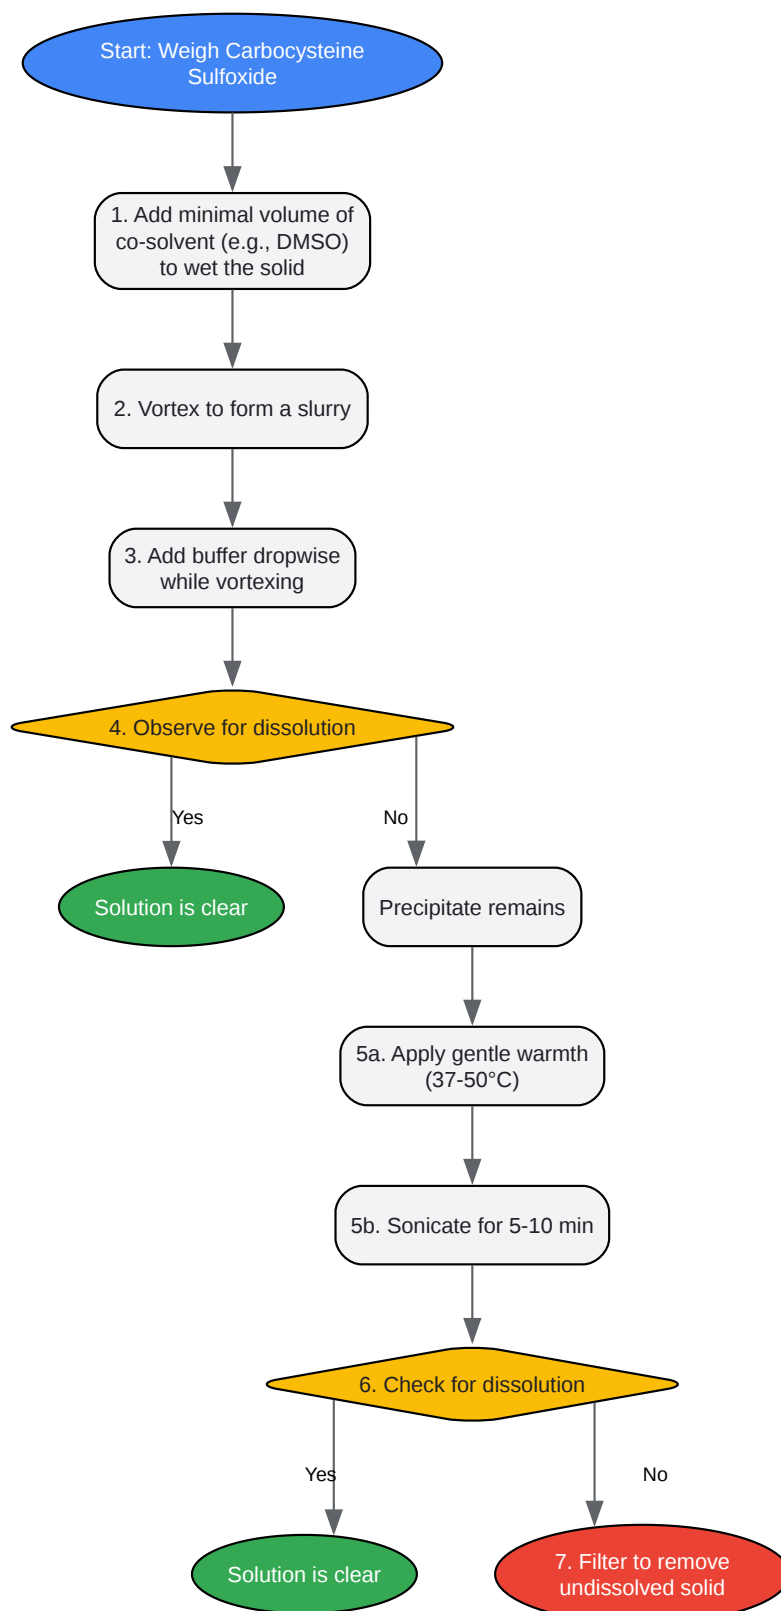 Start: Weigh Carbocysteine
Sulfoxide
1. Add minimal volume of
co-solvent (e.g., DMSO)
to wet the solid
2. Vortex to form a slurry
3. Add buffer dropwise
while vortexing
4. Observe for dissolution
Yes
No
Solution is clear
Precipitate remains
5a. Apply gentle warmth
(37-50°C)
5b. Sonicate for 5-10 min
6. Check for dissolution
Yes
No
Solution is clear
7. Filter to remove
undissolved solid